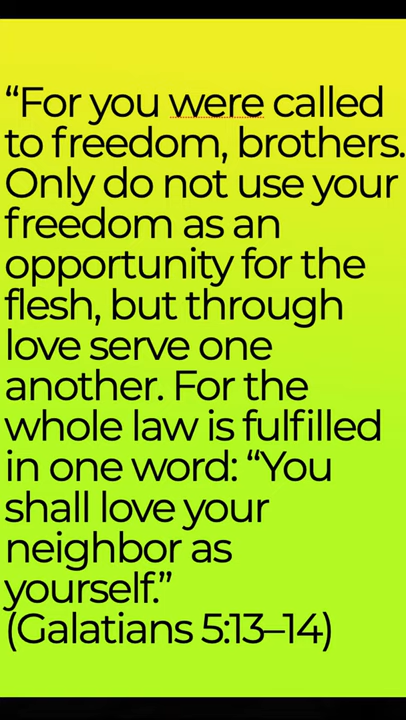 “For you were called
to freedom, brothers.
Only do not use your
freedom as an
opportunity for the
flesh, but through
love serve one
another. For the
whole law is fulfilled
in one word: “You
shall love your
neighbor as
yourself.”
(Galatians 5:13–14)